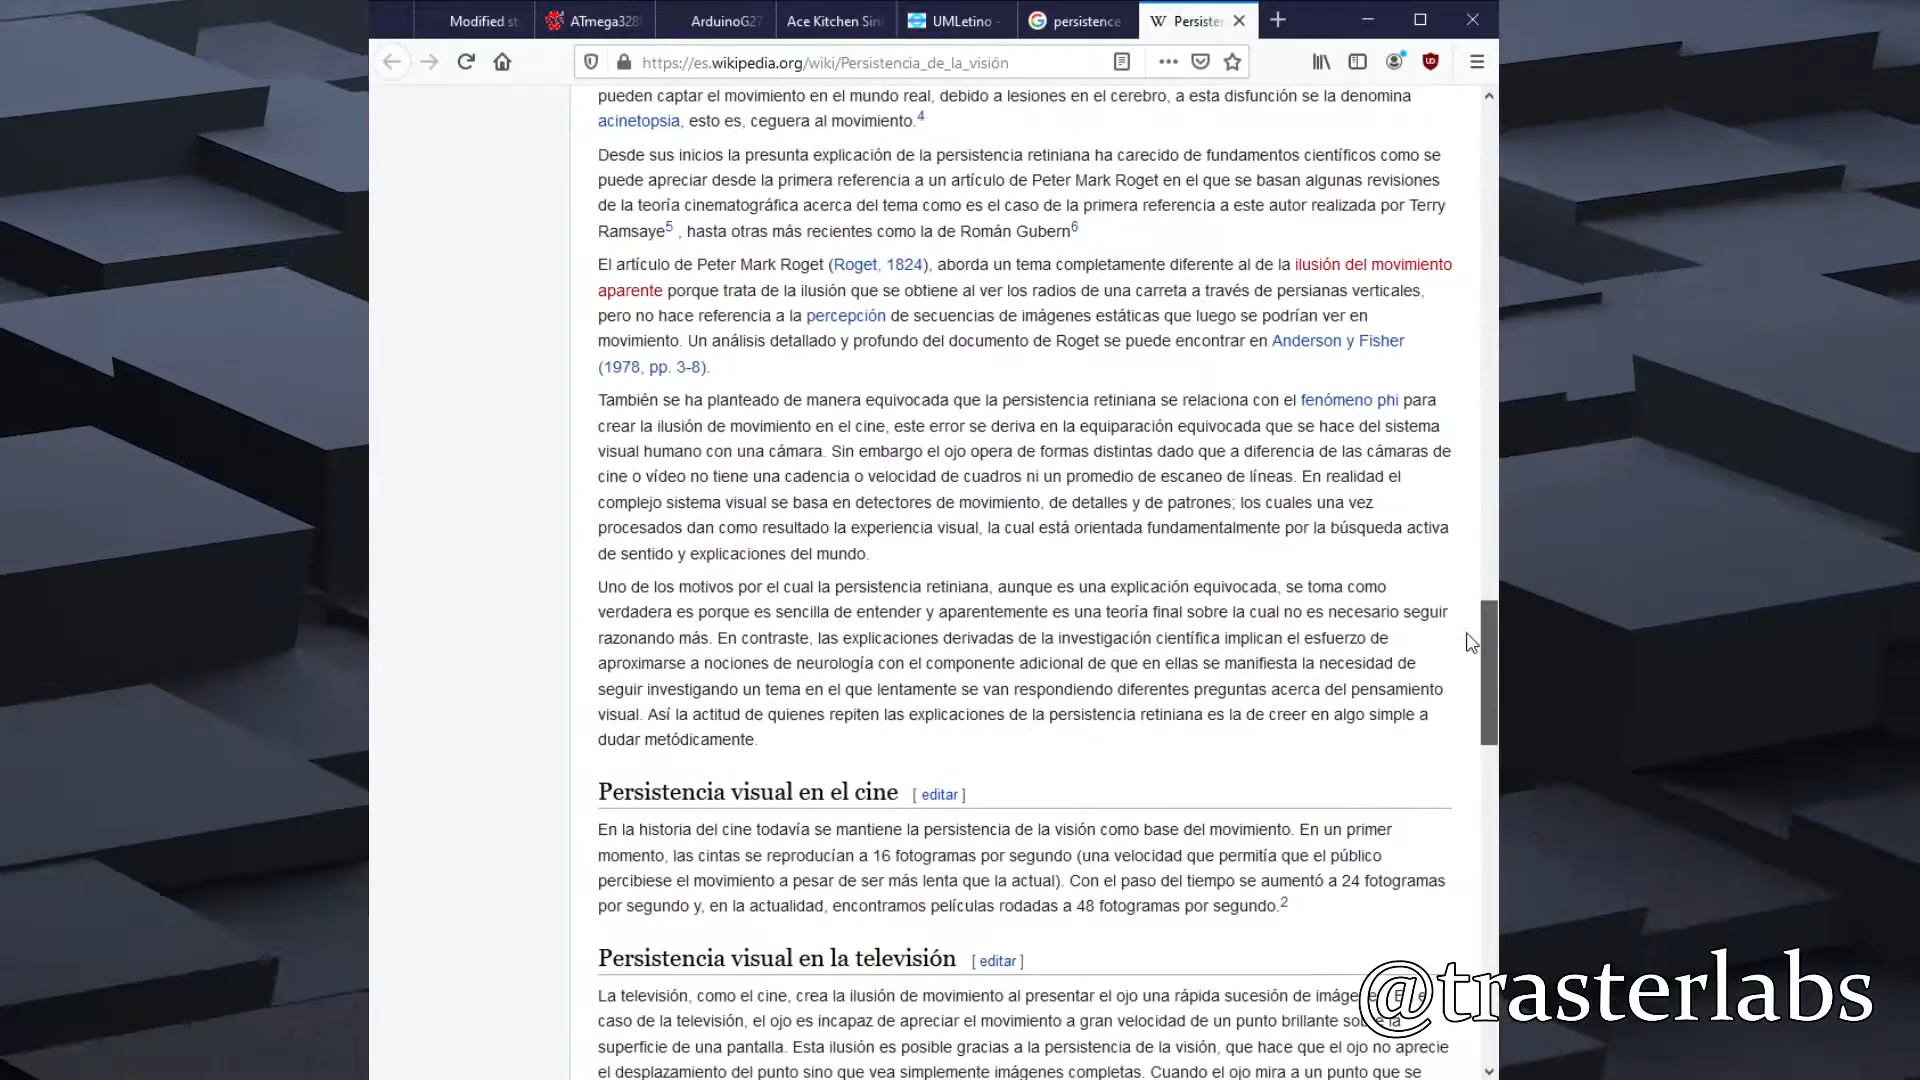 Modified st
ATmega328
ArduinoG27
Ace Kitchen Sin
UMLetino -
persistence
Persister
https://es.wikipedia.org/wiki/Persistencia_de_la_visión
pueden captar el movimiento en el mundo real, debido a lesiones en el cerebro, a esta disfunción se la denomina
acinetopsia, esto es, ceguera al movimiento.4
Desde sus inicios la presunta explicación de la persistencia retiniana ha carecido de fundamentos científicos como se
puede apreciar desde la primera referencia a un artículo de Peter Mark Roget en el que se basan algunas revisiones
de la teoría cinematográfica acerca del tema como es el caso de la primera referencia a este autor realizada por Terry
Ramsaye5 , hasta otras más recientes como la de Román Gubern6
El artículo de Peter Mark Roget (Roget, 1824), aborda un tema completamente diferente al de la ilusión del movimiento
aparente porque trata de la ilusión que se obtiene al ver los radios de una carreta a través de persianas verticales,
pero no hace referencia a la percepción de secuencias de imágenes estáticas que luego se podrían ver en
movimiento. Un análisis detallado y profundo del documento de Roget se puede encontrar en Anderson y Fisher
(1978, pp. 3-8).
También se ha planteado de manera equivocada que la persistencia retiniana se relaciona con el fenómeno phi para
crear la ilusión de movimiento en el cine, este error se deriva en la equiparación equivocada que se hace del sistema
visual humano con una cámara. Sin embargo el ojo opera de formas distintas dado que a diferencia de las cámaras de
cine o vídeo no tiene una cadencia o velocidad de cuadros ni un promedio de escaneo de líneas. En realidad el
complejo sistema visual se basa en detectores de movimiento, de detalles y de patrones; los cuales una vez
procesados dan como resultado la experiencia visual, la cual está orientada fundamentalmente por la búsqueda activa
de sentido y explicaciones del mundo.
Uno de los motivos por el cual la persistencia retiniana, aunque es una explicación equivocada, se toma como
verdadera es porque es sencilla de entender y aparentemente es una teoría final sobre la cual no es necesario seguir
razonando más. En contraste, las explicaciones derivadas de la investigación científica implican el esfuerzo de
aproximarse a nociones de neurología con el componente adicional de que en ellas se manifiesta la necesidad de
seguir investigando un tema en el que lentamente se van respondiendo diferentes preguntas acerca del pensamiento
visual. Así la actitud de quienes repiten las explicaciones de la persistencia retiniana es la de creer en algo simple a
dudar metódicamente.
Persistencia visual en el cine [ editar ]
En la historia del cine todavía se mantiene la persistencia de la visión como base del movimiento. En un primer
momento, las cintas se reproducían a 16 fotogramas por segundo (una velocidad que permitía que el público
percibiese el movimiento a pesar de ser más lenta que la actual). Con el paso del tiempo se aumentó a 24 fotogramas
por segundo y, en la actualidad, encontramos películas rodadas a 48 fotogramas por segundo.2
Persistencia visual en la televisión [ editar ]
La televisión, como el cine, crea la ilusión de movimiento al presentar el ojo una rápida sucesión de
caso de la televisión, el ojo es incapaz de apreciar el movimiento a gran velocidad de un punto brillante sobre la
superficie de una pantalla. Esta ilusión es posible gracias a la persistencia de la visión, que hace que el ojo no aprecie
el desplazamiento del punto sino que vea simplemente imágenes completas. Cuando el ojo mira a un punto que se
@trasterlabs